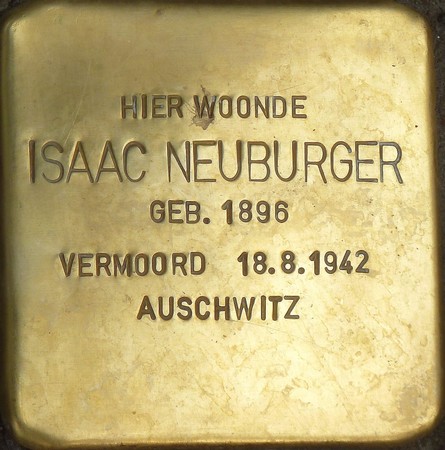 HIER WOONDE
ISAAC NEUBURGER
GEB. 1896
VERMOORD 18.8.1942
AUSCHWITZ